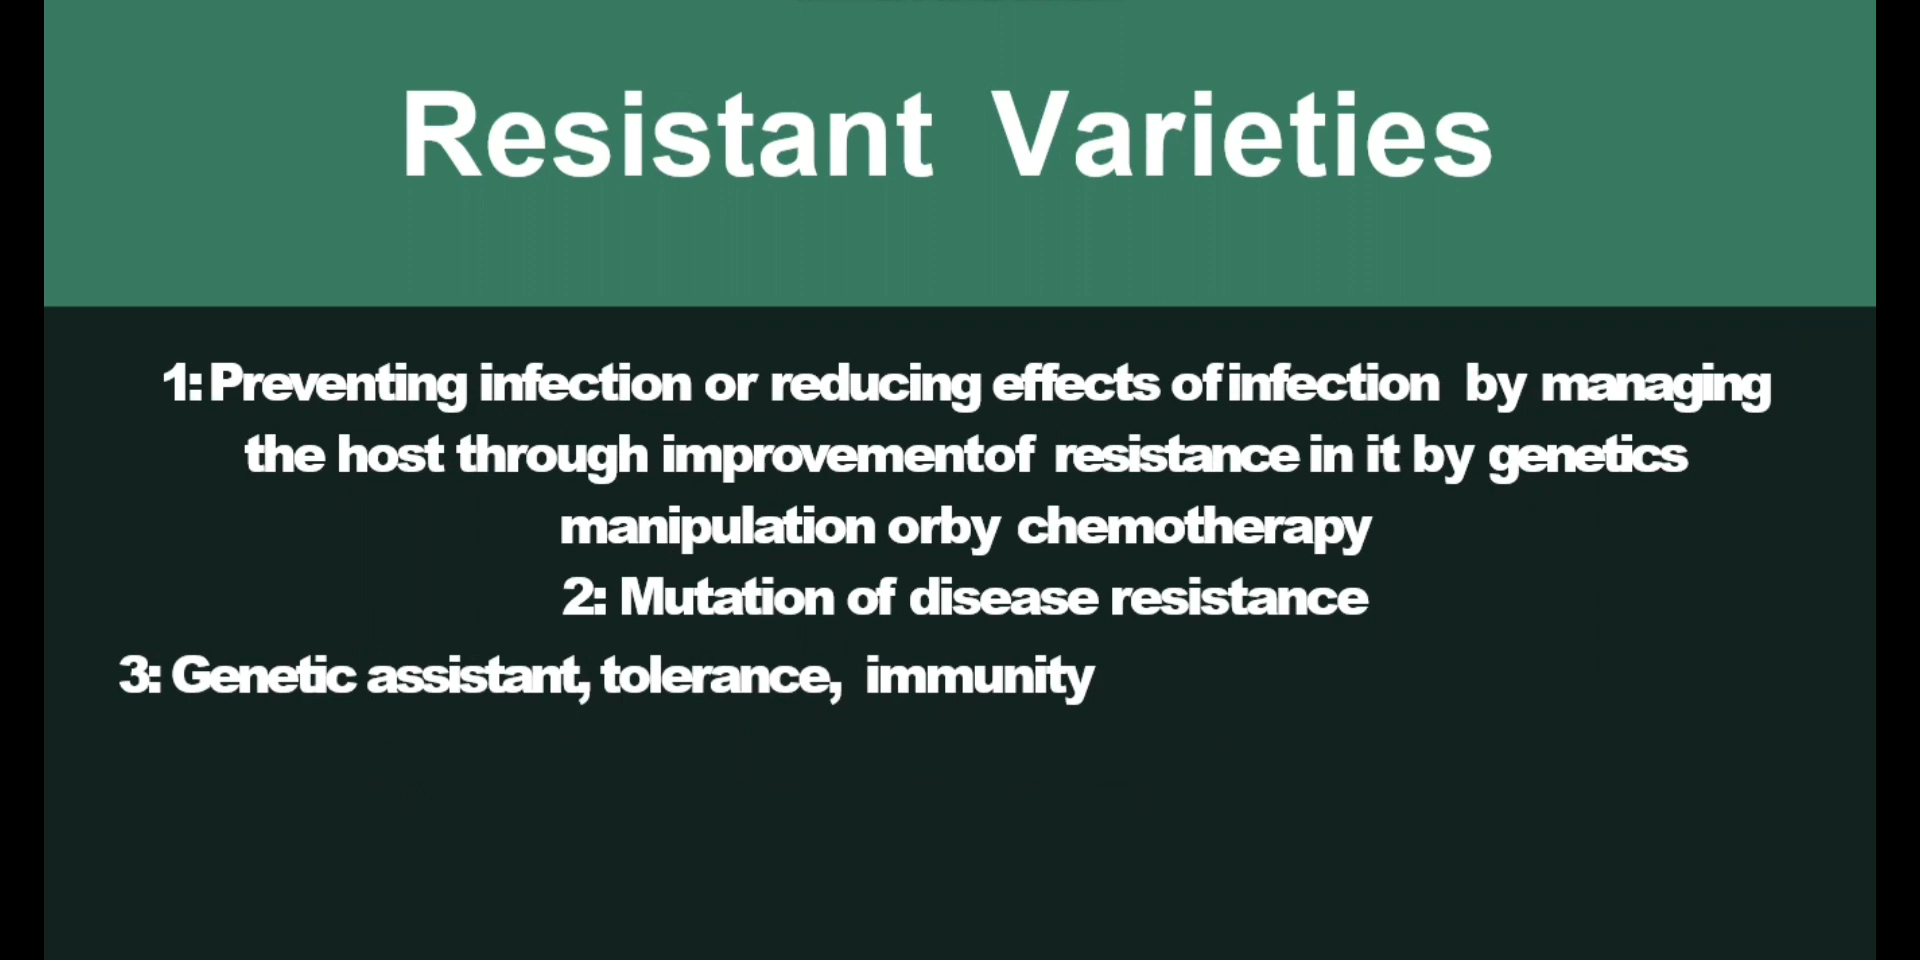 Resistant Varieties
1: Preventing infection or reducing effects of infection by managing
the host through improvementof resistance in it by genetics
manipulation orby chemotherapy
2: Mutation of disease resistance
3: Genetic assistant, tolerance, immunity